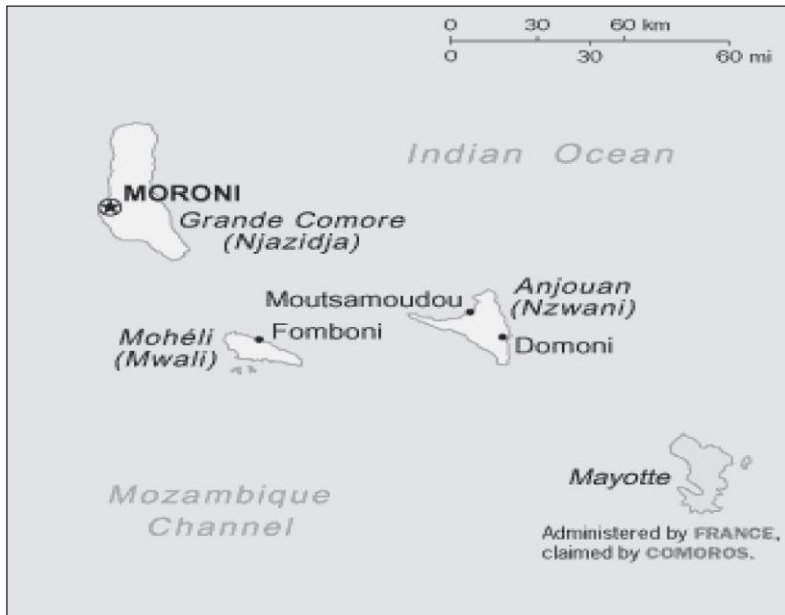 0 30 60 km
0 30 60 mi
Indian Ocean
MORONI
Grande Comore
(Njazidja)
Anjouan
(Nzwani)
Moutsamoudou
Domoni
Mohéli
(Mwali)
Fomboni
Mayotte
Mozambique
Channel
Administered by FRANCE,
claimed by COMOROS.